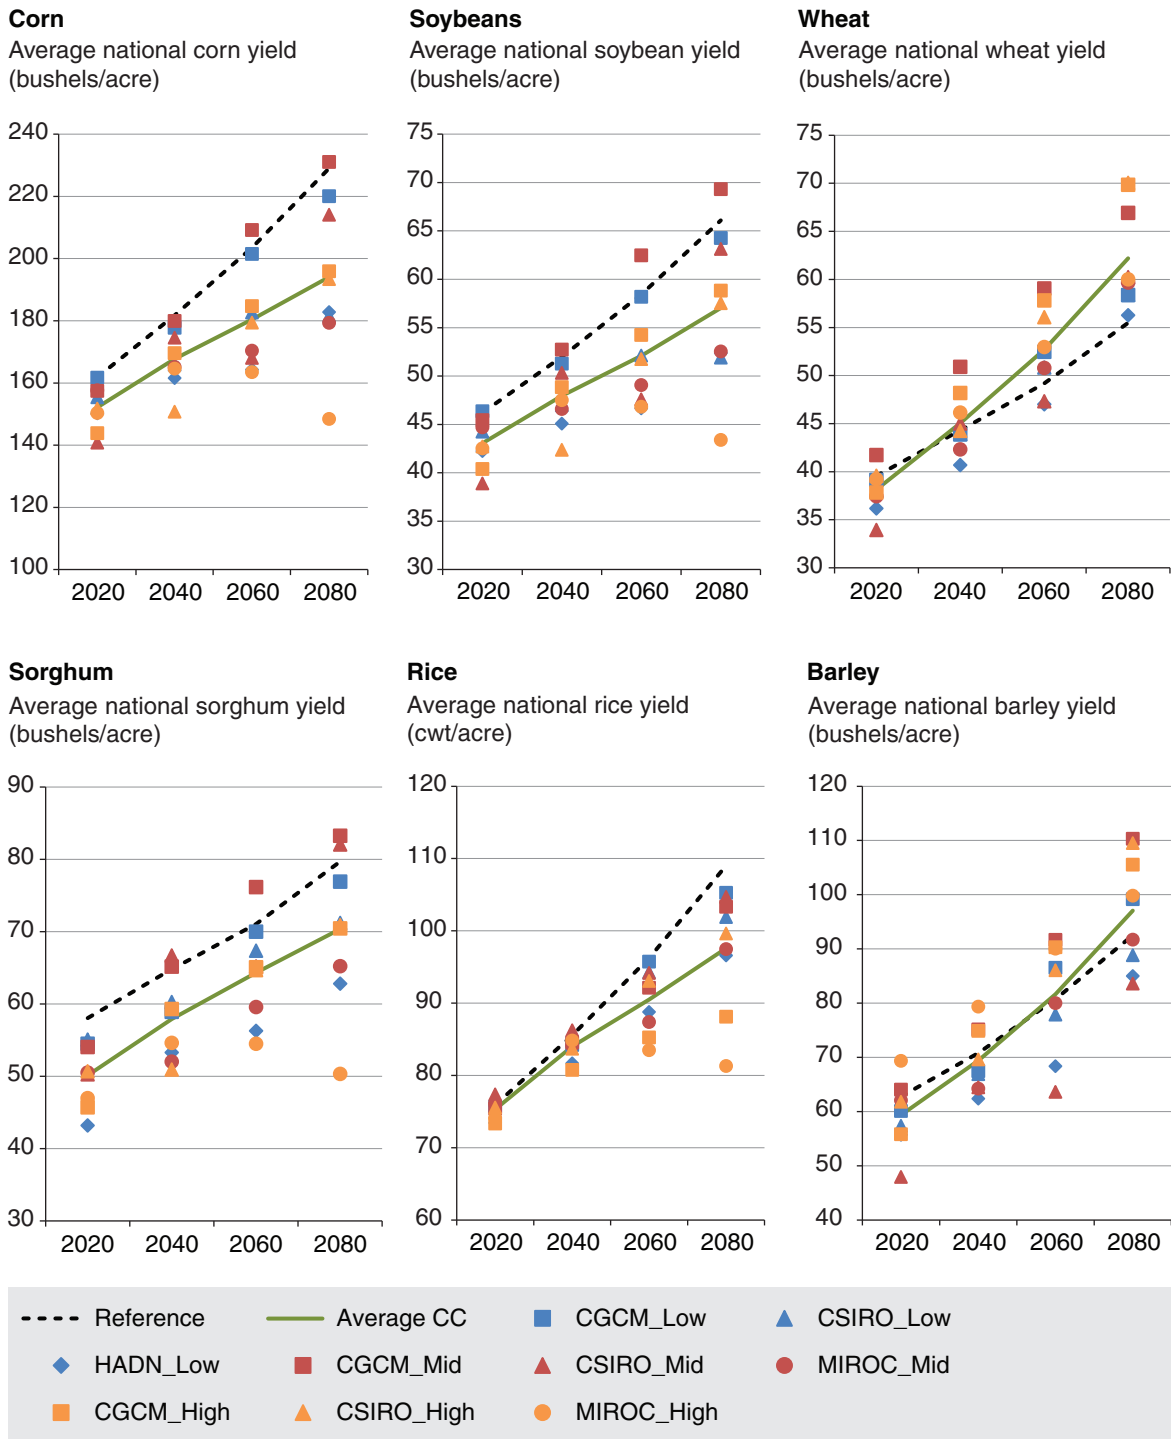 Corn
Average national corn yield
(bushels/acre)
240
220
200
180
160
140
120
100
2020 2040 2060 2080
Soybeans
Average national soybean yield
(bushels/acre)
75
70
65
60
55
50
45
40
35
30
2020 2040 2060 2080
Wheat
Average national wheat yield
(bushels/acre)
75
70
65
60
55
50
45
40
35
30
2020 2040 2060 2080
Sorghum
Average national sorghum yield
(bushels/acre)
90
80
70
60
50
40
30
2020 2040 2060 2080
Rice
Average national rice yield
(cwt/acre)
120
110
100
90
80
70
60
2020 2040 2060 2080
Barley
Average national barley yield
(bushels/acre)
120
110
100
90
80
70
60
50
40
2020 2040 2060 2080
Reference Average CC CGCM_Low CSIRO_Low
HADN_Low CGCM_Mid CSIRO_Mid MIROC_Mid
CGCM_High CSIRO_High MIROC_High